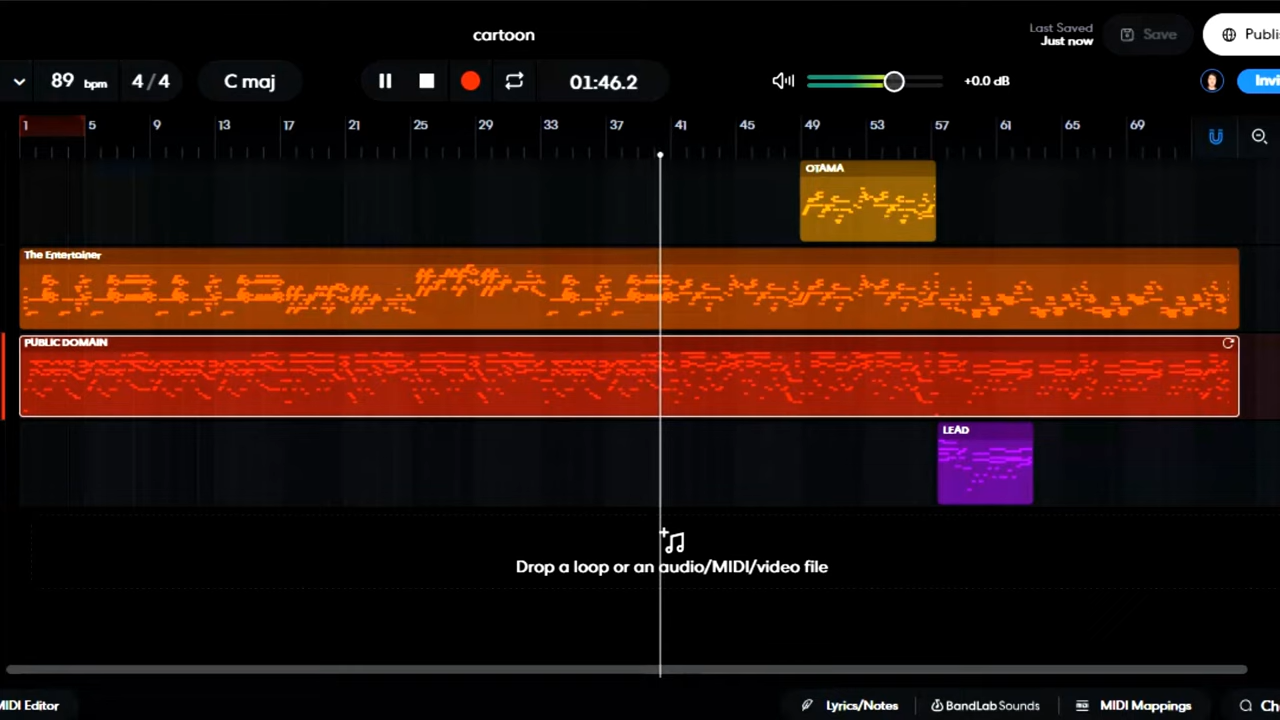 cartoon
Last Saved
Just now
Save
Publi
89 bpm
4/4
C maj
01:46.2
+0.0 dB
Invi
1 5 9 13 17 21 25 29 33 37 41 45 49 53 57 61 65 69
OTAMA
The Entertainer
PUBLIC DOMAIN
LEAD
Drop a loop or an audio/MIDI/video file
MIDI Editor
Lyrics/Notes
BandLab Sounds
MIDI Mappings
Ch